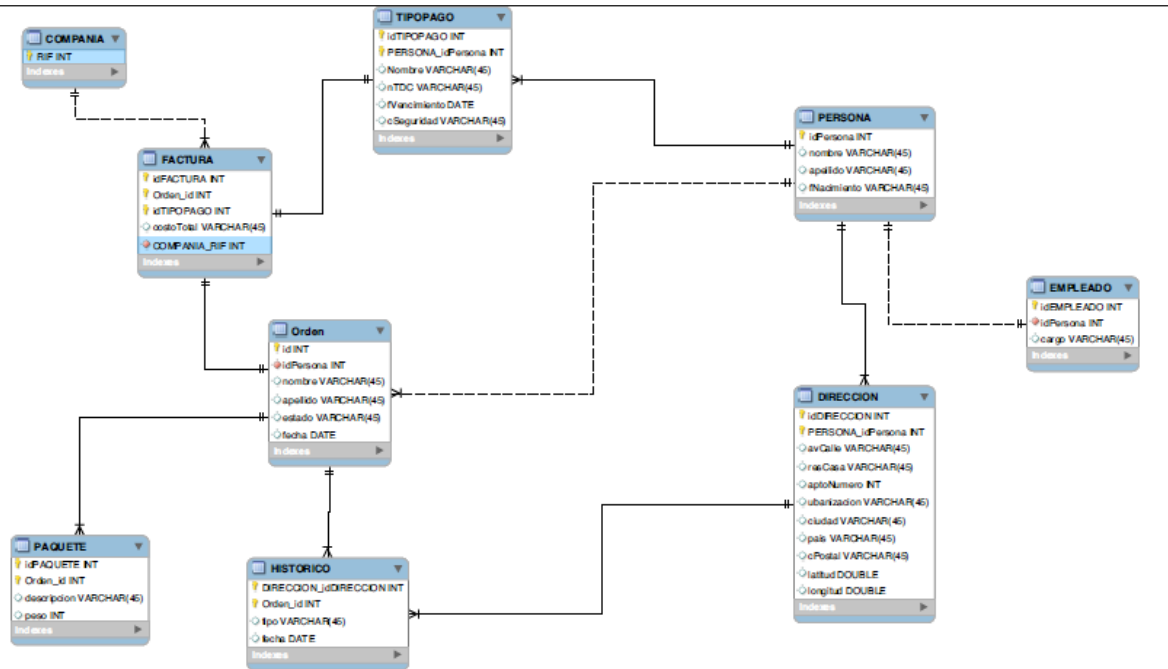 COMPANIA
RIF INT
Indexes
TIPOPAGO
idTIPOPAGO INT
PERSONA_idPersona INT
Nombre VARCHAR(45)
nTDC VARCHAR(45)
fVencimiento DATE
cSeguridad VARCHAR(45)
Indexes
PERSONA
idPersona INT
nombre VARCHAR(45)
apellido VARCHAR(45)
fNacimiento VARCHAR(45)
Indexes
FACTURA
idFACTURA INT
Orden_id INT
idTIPOPAGO INT
costoTotal VARCHAR(45)
COMPANIA_RIF INT
Indexes
EMPLEADO
idEMPLEADO INT
idPersona INT
cargo VARCHAR(45)
Indexes
Orden
id INT
idPersona INT
nombre VARCHAR(45)
apellido VARCHAR(45)
estado VARCHAR(45)
fecha DATE
Indexes
DIRECCION
idDIRECCION INT
PERSONA_idPersona INT
avCalle VARCHAR(45)
resCasa VARCHAR(45)
aptoNumero INT
ubanizacion VARCHAR(45)
ciudad VARCHAR(45)
pais VARCHAR(45)
cPostal VARCHAR(45)
latitud DOUBLE
longitud DOUBLE
Indexes
PAQUETE
idPAQUETE INT
Orden_id INT
descripcion VARCHAR(45)
peso INT
Indexes
HISTORICO
DIRECCION_idDIRECCION INT
Orden_id INT
tipo VARCHAR(45)
fecha DATE
Indexes